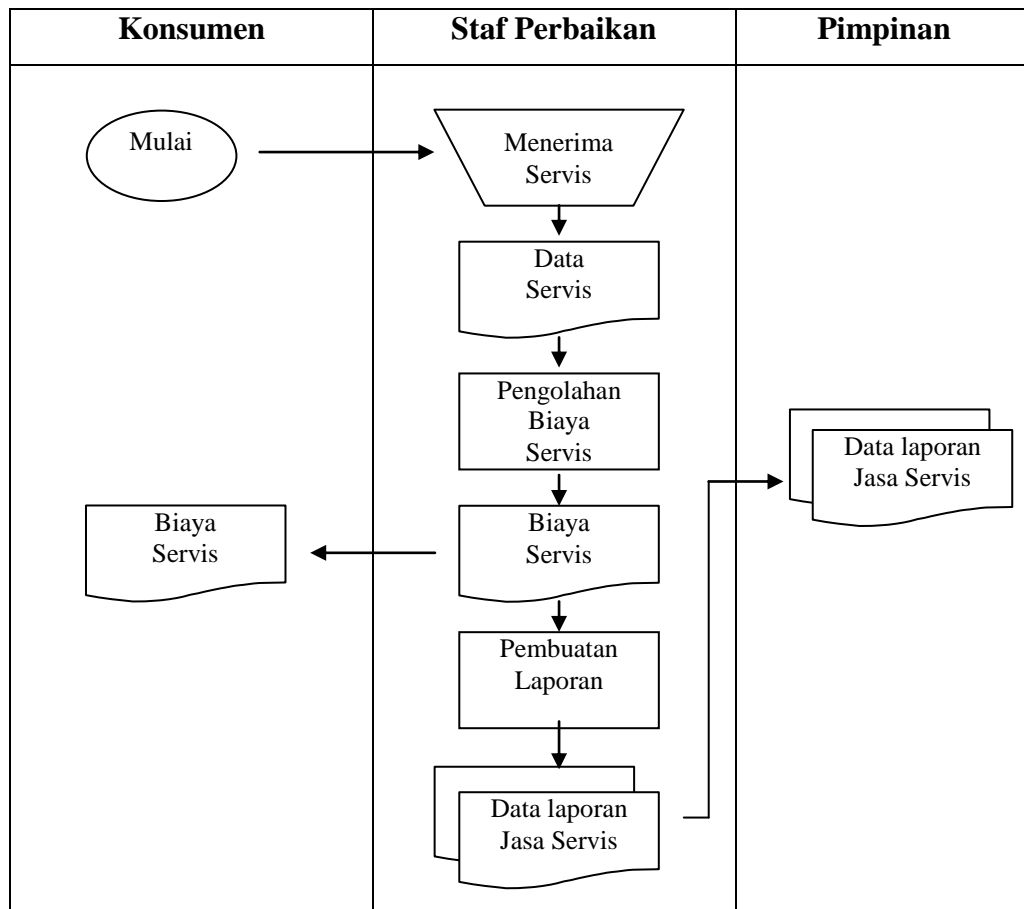 Konsumen
Staf Perbaikan
Pimpinan
Mulai
Menerima
Servis
Data
Servis
Pengolahan
Biaya
Servis
Data laporan
Jasa Servis
Biaya
Servis
Biaya
Servis
Pembuatan
Laporan
Data laporan
Jasa Servis